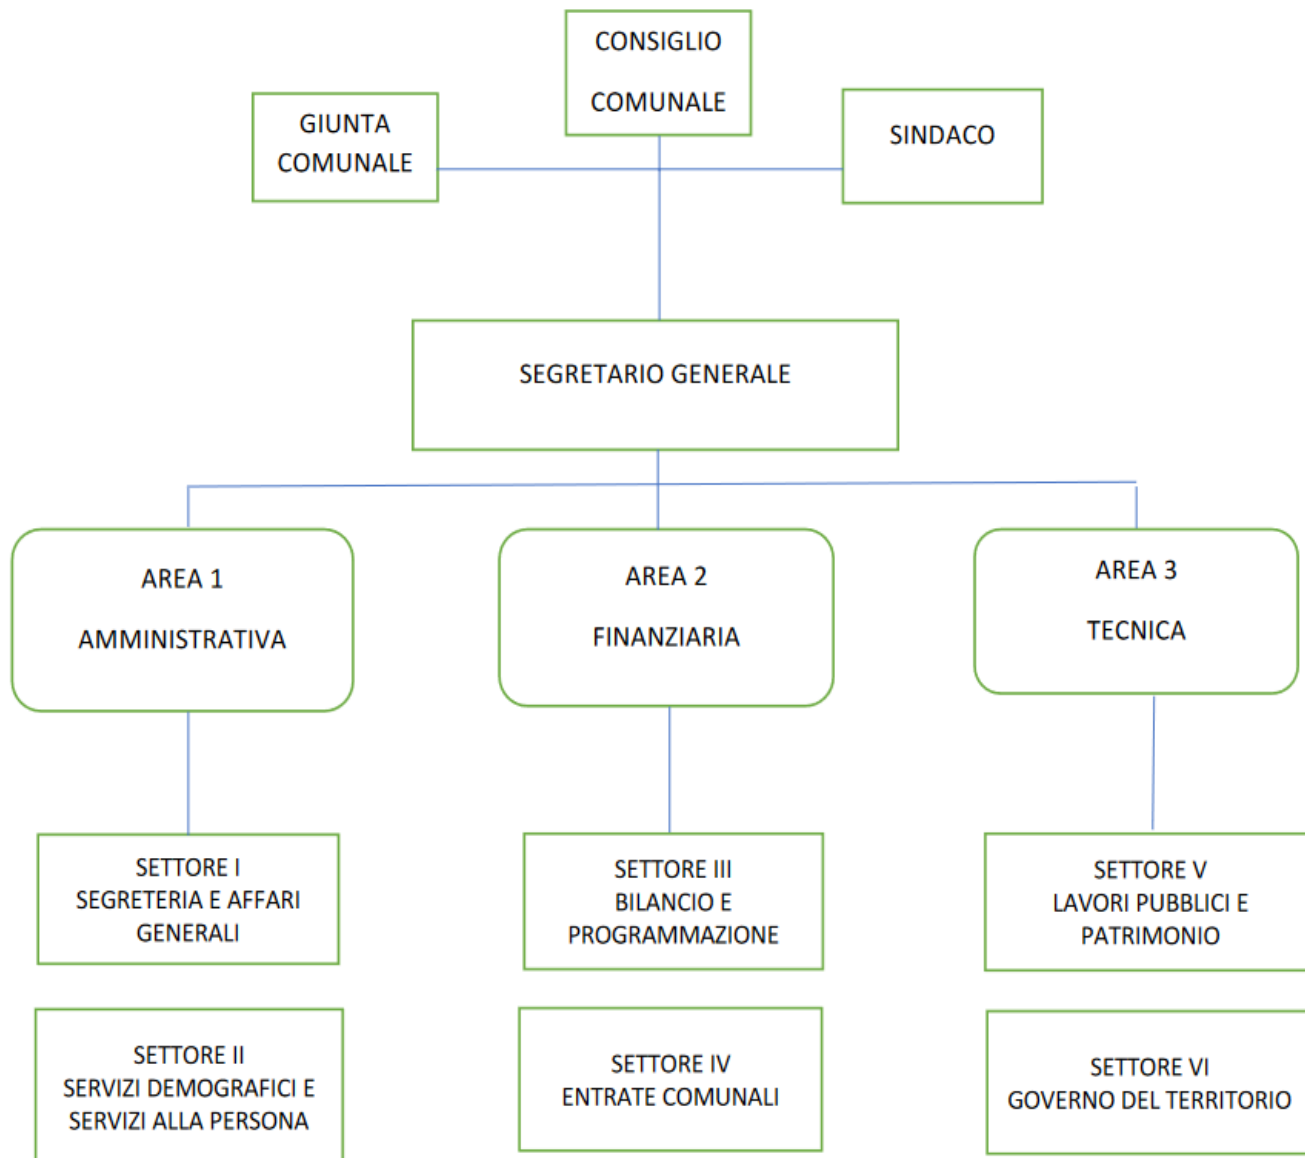 CONSIGLIO
COMUNALE
GIUNTA
COMUNALE
SINDACO
SEGRETARIO GENERALE
AREA 1
AMMINISTRATIVA
AREA 2
FINANZIARIA
AREA 3
TECNICA
SETTORE I
SEGRETERIA E AFFARI
GENERALI
SETTORE III
BILANCIO E
PROGRAMMAZIONE
SETTORE V
LAVORI PUBBLICI E
PATRIMONIO
SETTORE II
SERVIZI DEMOGRAFICI E
SERVIZI ALLA PERSONA
SETTORE IV
ENTRATE COMUNALI
SETTORE VI
GOVERNO DEL TERRITORIO